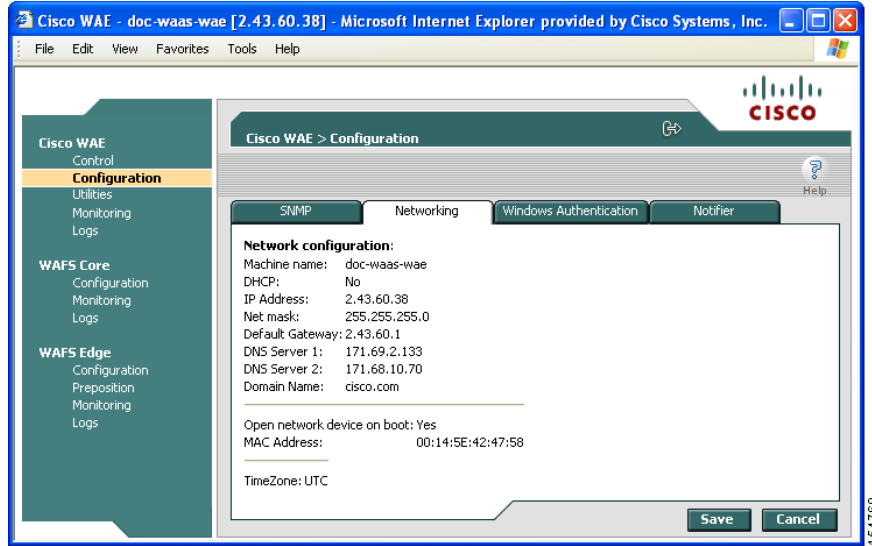 Cisco WAE - doc-waas-wae [2.43.60.38] - Microsoft Internet Explorer provided by Cisco Systems, Inc.
File Edit View Favorites Tools Help
CISCO
Cisco WAE
Control
Configuration
Utilities
Monitoring
Logs
WAFS Core
Configuration
Monitoring
Logs
WAFS Edge
Configuration
Preposition
Monitoring
Logs
Cisco WAE > Configuration
Help
SNMP Networking Windows Authentication Notifier
Network configuration:
Machine name: doc-waas-wae
DHCP: No
IP Address: 2.43.60.38
Net mask: 255.255.255.0
Default Gateway: 2.43.60.1
DNS Server 1: 171.69.2.133
DNS Server 2: 171.68.10.70
Domain Name: cisco.com
Open network device on boot: Yes
MAC Address: 00:14:5E:42:47:58
TimeZone: UTC
Save Cancel